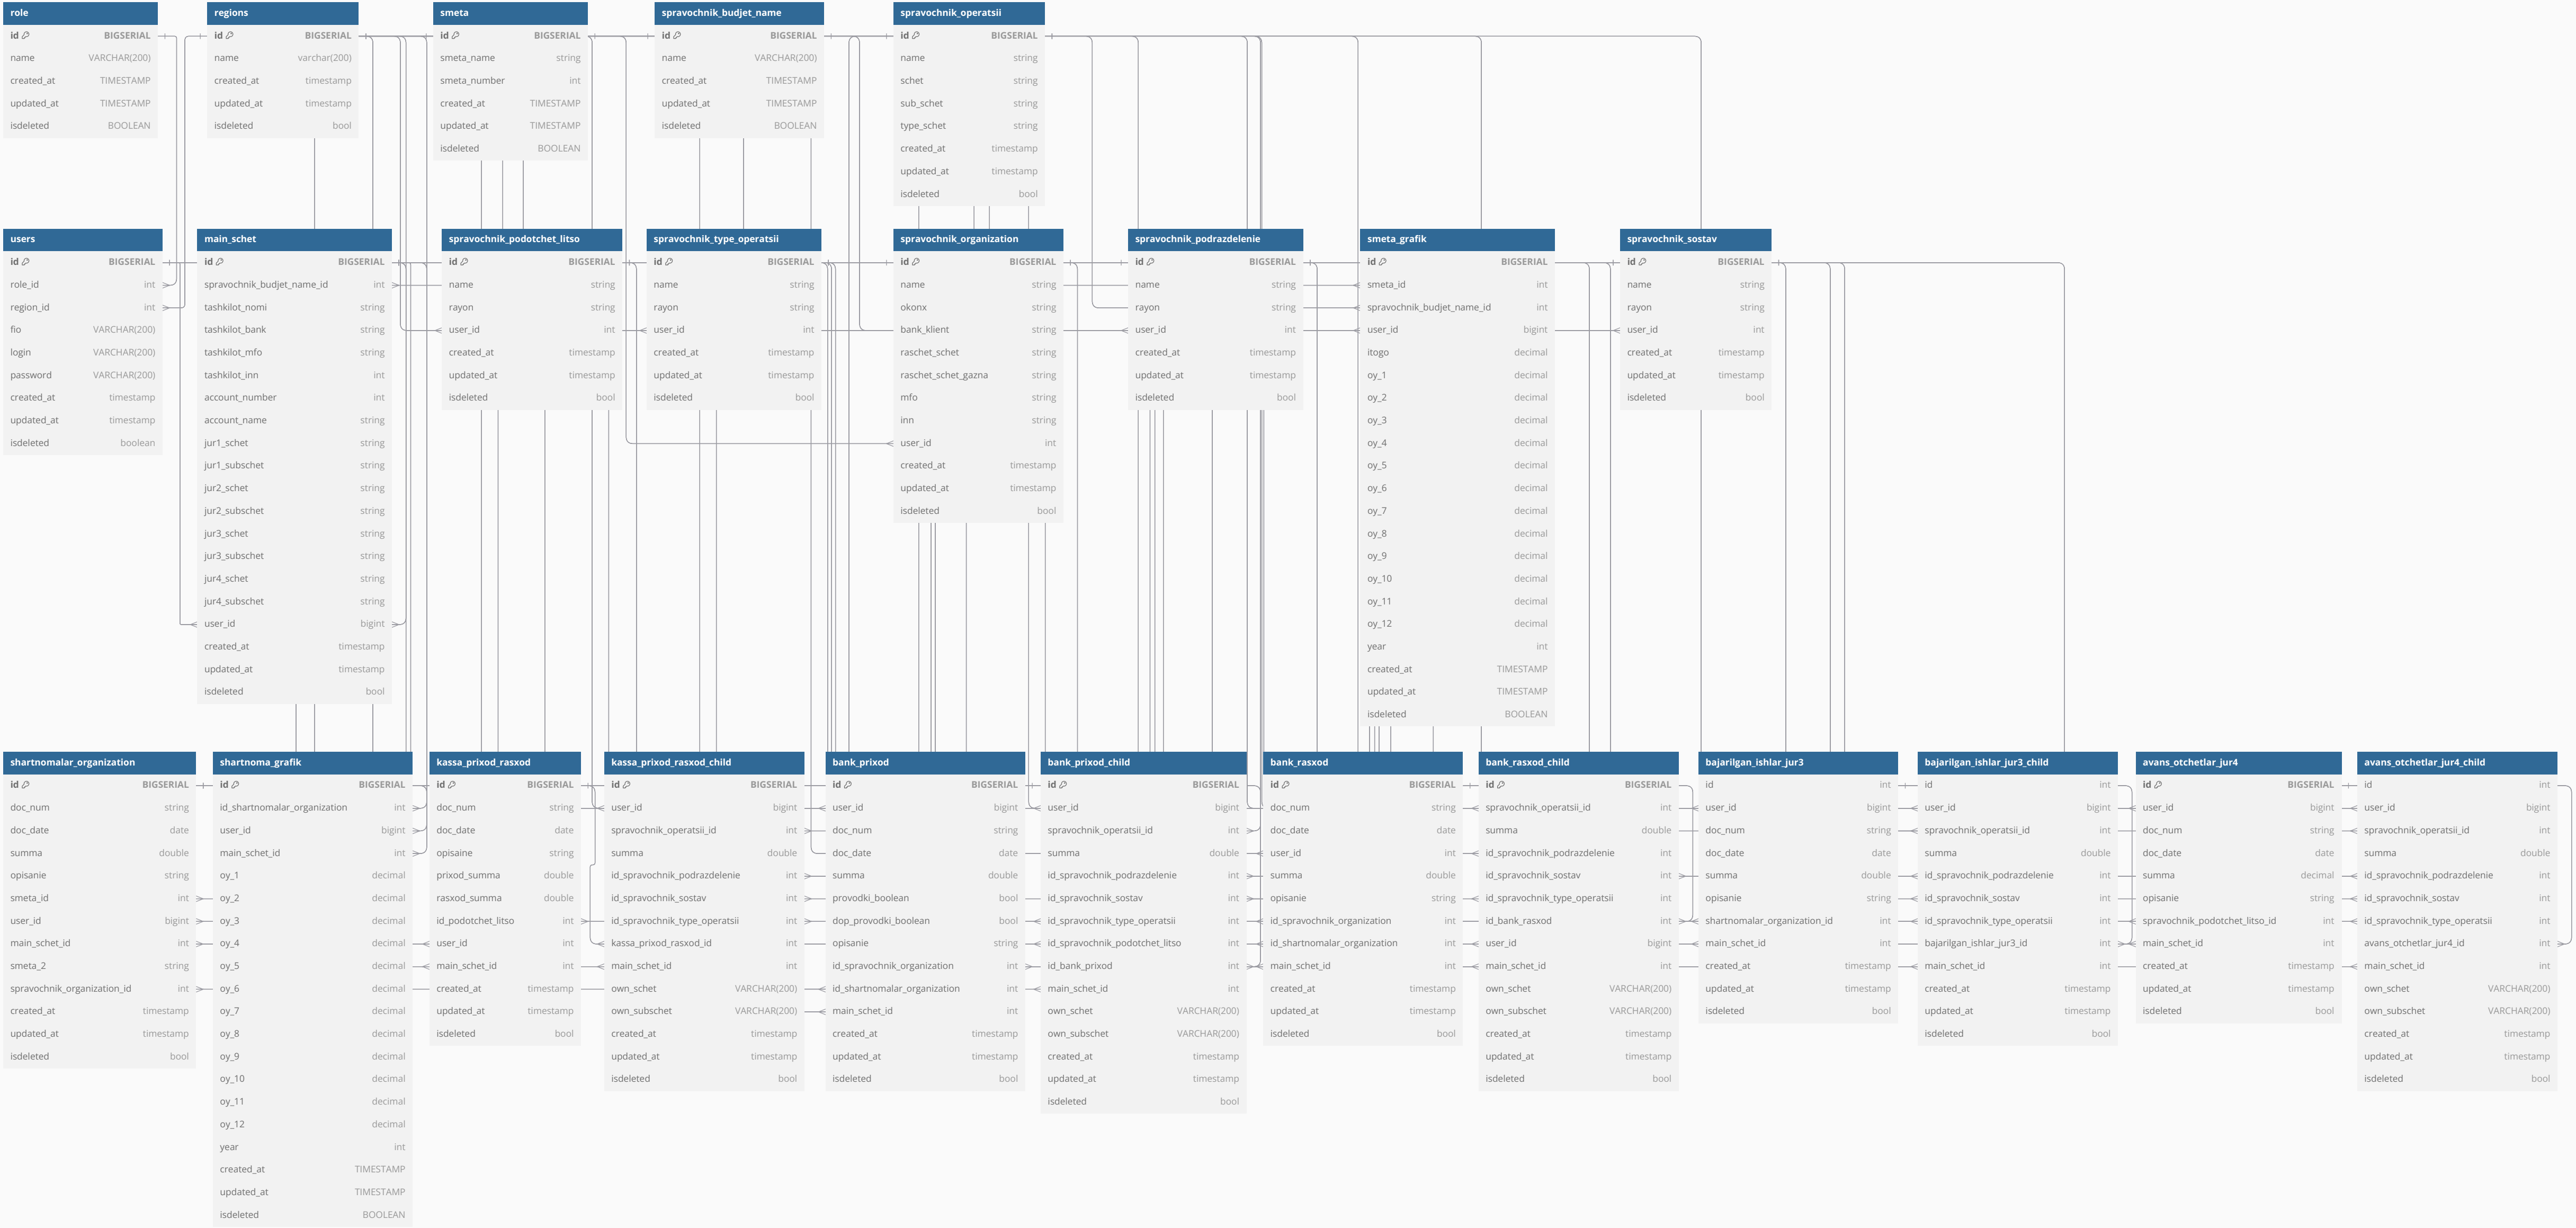 role
id BIGSERIAL
name VARCHAR(200)
created_at TIMESTAMP
updated_at TIMESTAMP
isdeleted BOOLEAN
regions
id BIGSERIAL
name varchar(200)
created_at timestamp
updated_at timestamp
isdeleted bool
smeta
id BIGSERIAL
smeta_name string
smeta_number int
created_at TIMESTAMP
updated_at TIMESTAMP
isdeleted BOOLEAN
spravochnik_budjet_name
id BIGSERIAL
name VARCHAR(200)
created_at TIMESTAMP
updated_at TIMESTAMP
isdeleted BOOLEAN
spravochnik_operatsii
id BIGSERIAL
name string
schet string
sub_schet string
type_schet string
created_at timestamp
updated_at timestamp
isdeleted bool
users
id BIGSERIAL
role_id int
region_id int
fio VARCHAR(200)
login VARCHAR(200)
password VARCHAR(200)
created_at timestamp
updated_at timestamp
isdeleted boolean
main_schet
id BIGSERIAL
spravochnik_budjet_name_id int
tashkilot_nomi string
tashkilot_bank string
tashkilot_mfo string
tashkilot_inn int
account_number int
account_name string
jur1_schet string
jur1_subschet string
jur2_schet string
jur2_subschet string
jur3_schet string
jur3_subschet string
jur4_schet string
jur4_subschet string
user_id bigint
created_at timestamp
updated_at timestamp
isdeleted bool
spravochnik_podotchet_litso
id BIGSERIAL
name string
rayon string
user_id int
created_at timestamp
updated_at timestamp
isdeleted bool
spravochnik_type_operatsii
id BIGSERIAL
name string
rayon string
user_id int
created_at timestamp
updated_at timestamp
isdeleted bool
spravochnik_organization
id BIGSERIAL
name string
okonx string
bank_klient string
raschet_schet string
raschet_schet_gazna string
mfo string
inn string
user_id int
created_at timestamp
updated_at timestamp
isdeleted bool
spravochnik_podrazdelenie
id BIGSERIAL
name string
rayon string
user_id int
created_at timestamp
updated_at timestamp
isdeleted bool
smeta_grafik
id BIGSERIAL
smeta_id int
spravochnik_budjet_name_id int
user_id bigint
itogo decimal
oy_1 decimal
oy_2 decimal
oy_3 decimal
oy_4 decimal
oy_5 decimal
oy_6 decimal
oy_7 decimal
oy_8 decimal
oy_9 decimal
oy_10 decimal
oy_11 decimal
oy_12 decimal
year int
created_at TIMESTAMP
updated_at TIMESTAMP
isdeleted BOOLEAN
spravochnik_sostav
id BIGSERIAL
name string
rayon string
user_id int
created_at timestamp
updated_at timestamp
isdeleted bool
shartnomalar_organization
id BIGSERIAL
doc_num string
doc_date date
summa double
opisanie string
smeta_id int
user_id bigint
main_schet_id int
smeta_2 string
spravochnik_organization_id int
created_at timestamp
updated_at timestamp
isdeleted bool
shartnoma_grafik
id BIGSERIAL
id_shartnomalar_organization int
user_id bigint
main_schet_id int
oy_1 decimal
oy_2 decimal
oy_3 decimal
oy_4 decimal
oy_5 decimal
oy_6 decimal
oy_7 decimal
oy_8 decimal
oy_9 decimal
oy_10 decimal
oy_11 decimal
oy_12 decimal
year int
created_at TIMESTAMP
updated_at TIMESTAMP
isdeleted BOOLEAN
kassa_prixod_rasxod
id BIGSERIAL
doc_num string
doc_date date
opisaine string
prixod_summa double
rasxod_summa double
id_podotchet_litso int
user_id int
main_schet_id int
created_at timestamp
updated_at timestamp
isdeleted bool
kassa_prixod_rasxod_child
id BIGSERIAL
user_id bigint
spravochnik_operatsii_id int
summa double
id_spravochnik_podrazdelenie int
id_spravochnik_sostav int
id_spravochnik_type_operatsii int
kassa_prixod_rasxod_id int
main_schet_id int
own_schet VARCHAR(200)
own_subschet VARCHAR(200)
created_at timestamp
updated_at timestamp
isdeleted bool
bank_prixod
id BIGSERIAL
user_id bigint
doc_num string
doc_date date
summa double
provodki_boolean bool
dop_provodki_boolean bool
opisanie string
id_spravochnik_organization int
id_shartnomalar_organization int
main_schet_id int
created_at timestamp
updated_at timestamp
isdeleted bool
bank_prixod_child
id BIGSERIAL
user_id bigint
spravochnik_operatsii_id int
summa double
id_spravochnik_podrazdelenie int
id_spravochnik_sostav int
id_spravochnik_type_operatsii int
id_spravochnik_podotchet_litso int
id_bank_prixod int
main_schet_id int
own_schet VARCHAR(200)
own_subschet VARCHAR(200)
created_at timestamp
updated_at timestamp
isdeleted bool
bank_rasxod
id BIGSERIAL
doc_num string
doc_date date
user_id int
summa double
opisanie string
id_spravochnik_organization int
id_shartnomalar_organization int
main_schet_id int
created_at timestamp
updated_at timestamp
isdeleted bool
bank_rasxod_child
id BIGSERIAL
spravochnik_operatsii_id int
summa double
id_spravochnik_podrazdelenie int
id_spravochnik_sostav int
id_spravochnik_type_operatsii int
id_bank_rasxod int
user_id bigint
main_schet_id int
own_schet VARCHAR(200)
own_subschet VARCHAR(200)
created_at timestamp
updated_at timestamp
isdeleted bool
bajarilgan_ishlar_jur3
id int
user_id bigint
doc_num string
doc_date date
summa double
opisanie string
shartnomalar_organization_id int
main_schet_id int
created_at timestamp
updated_at timestamp
isdeleted bool
bajarilgan_ishlar_jur3_child
id int
user_id bigint
spravochnik_operatsii_id int
summa double
id_spravochnik_podrazdelenie int
id_spravochnik_sostav int
id_spravochnik_type_operatsii int
bajarilgan_ishlar_jur3_id int
main_schet_id int
created_at timestamp
updated_at timestamp
isdeleted bool
avans_otchetlar_jur4
id BIGSERIAL
user_id bigint
doc_num string
doc_date date
summa decimal
opisanie string
spravochnik_podotchet_litso_id int
main_schet_id int
created_at timestamp
updated_at timestamp
isdeleted bool
avans_otchetlar_jur4_child
id int
user_id bigint
spravochnik_operatsii_id int
summa double
id_spravochnik_podrazdelenie int
id_spravochnik_sostav int
id_spravochnik_type_operatsii int
avans_otchetlar_jur4_id int
main_schet_id int
own_schet VARCHAR(200)
own_subschet VARCHAR(200)
created_at timestamp
updated_at timestamp
isdeleted bool